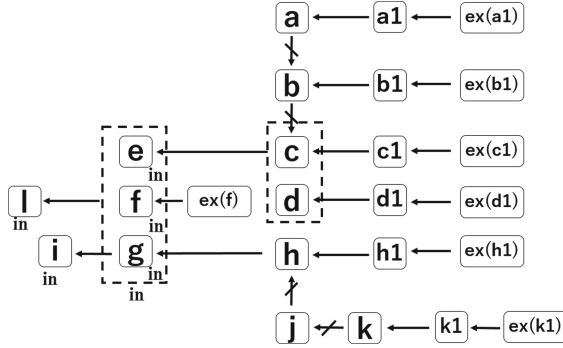 a a1 ex(a1)
b b1 ex(b1)
e c c1 ex(c1)
in
l f ex(f) d d1 ex(d1)
in in
i g h h1 ex(h1)
in in
in
j k k1 ex(k1)